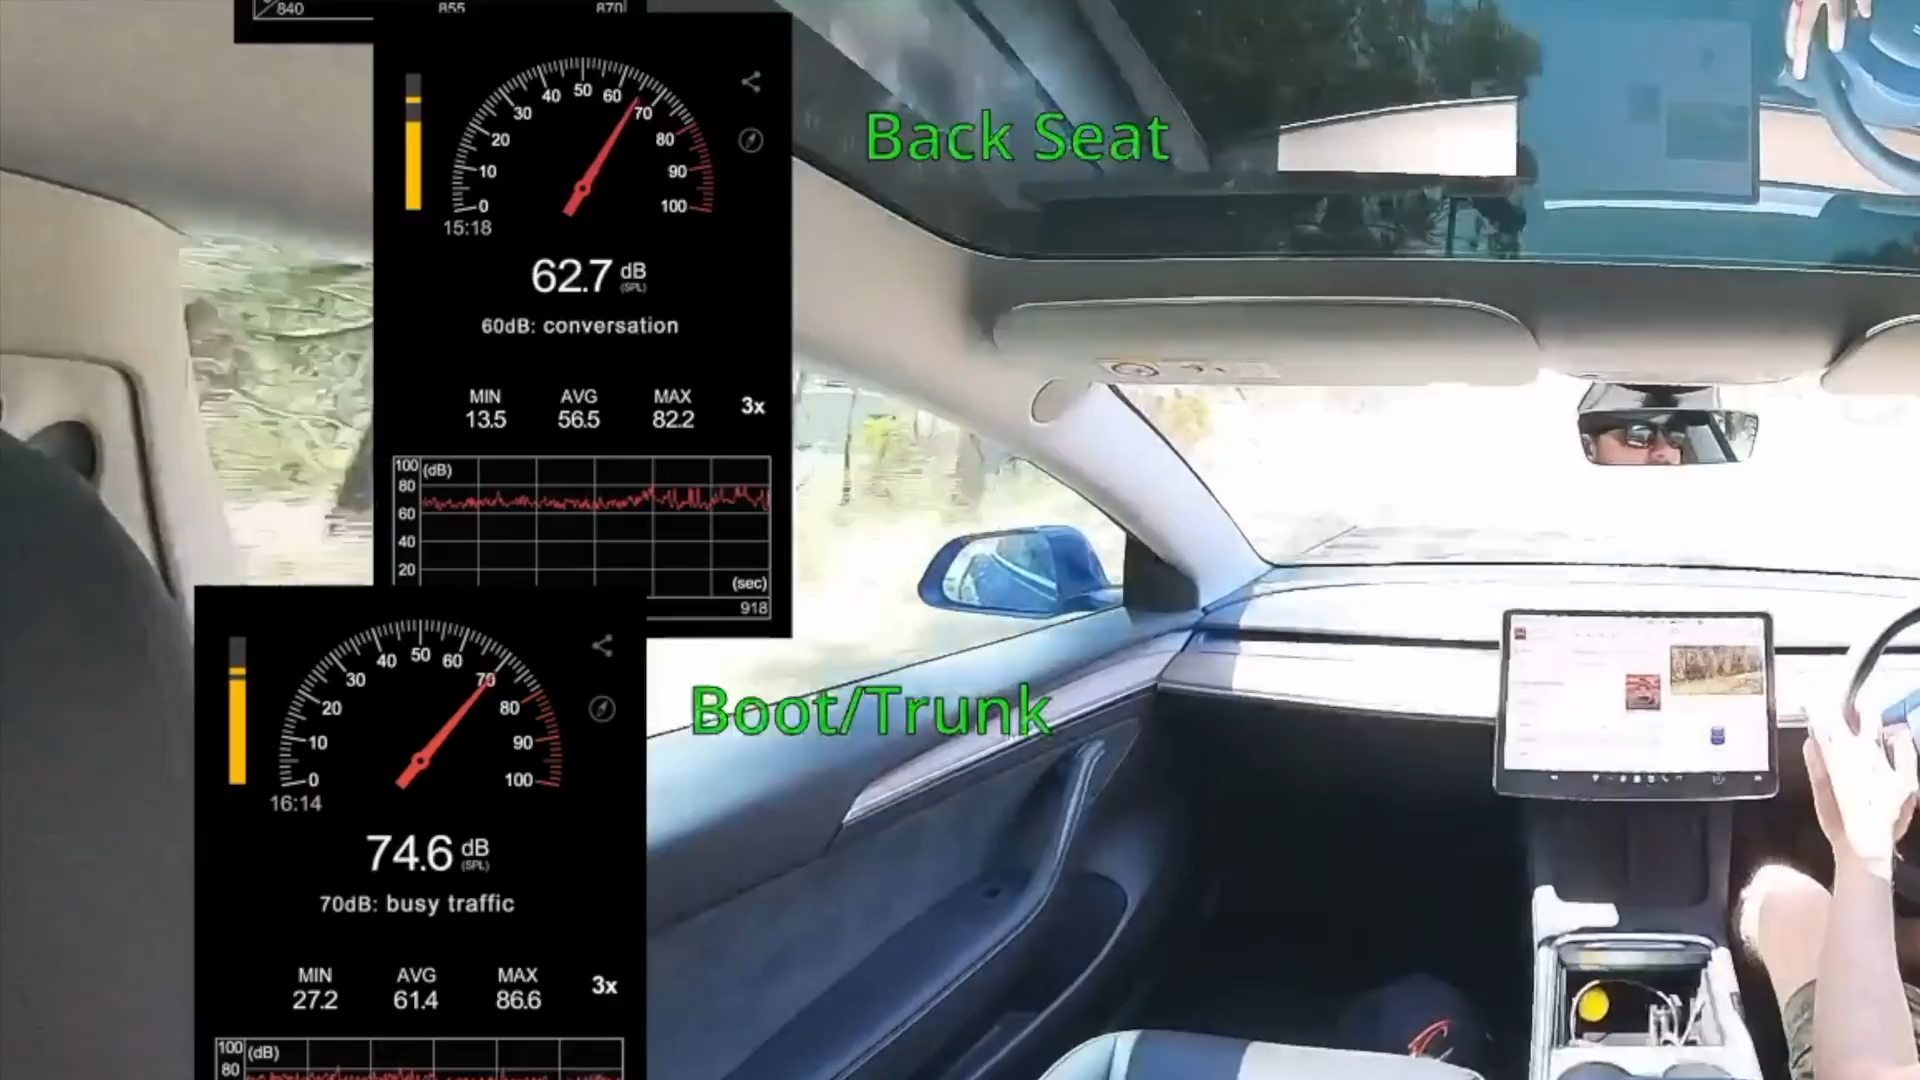 840 855 870
50
40 60
30 70
20 80
10 90
0 100
15:18
Back Seat
62.7 dB
(SPL)
60dB: conversation
MIN AVG MAX
13.5 56.5 82.2 3x
100 (dB)
80
60
40
20 (sec)
918
50
40 60
30 70
20 80
10 90
0 100
16:14
Boot/Trunk
74.6 dB
(SPL)
70dB: busy traffic
MIN AVG MAX
27.2 61.4 86.6 3x
100 (dB)
80